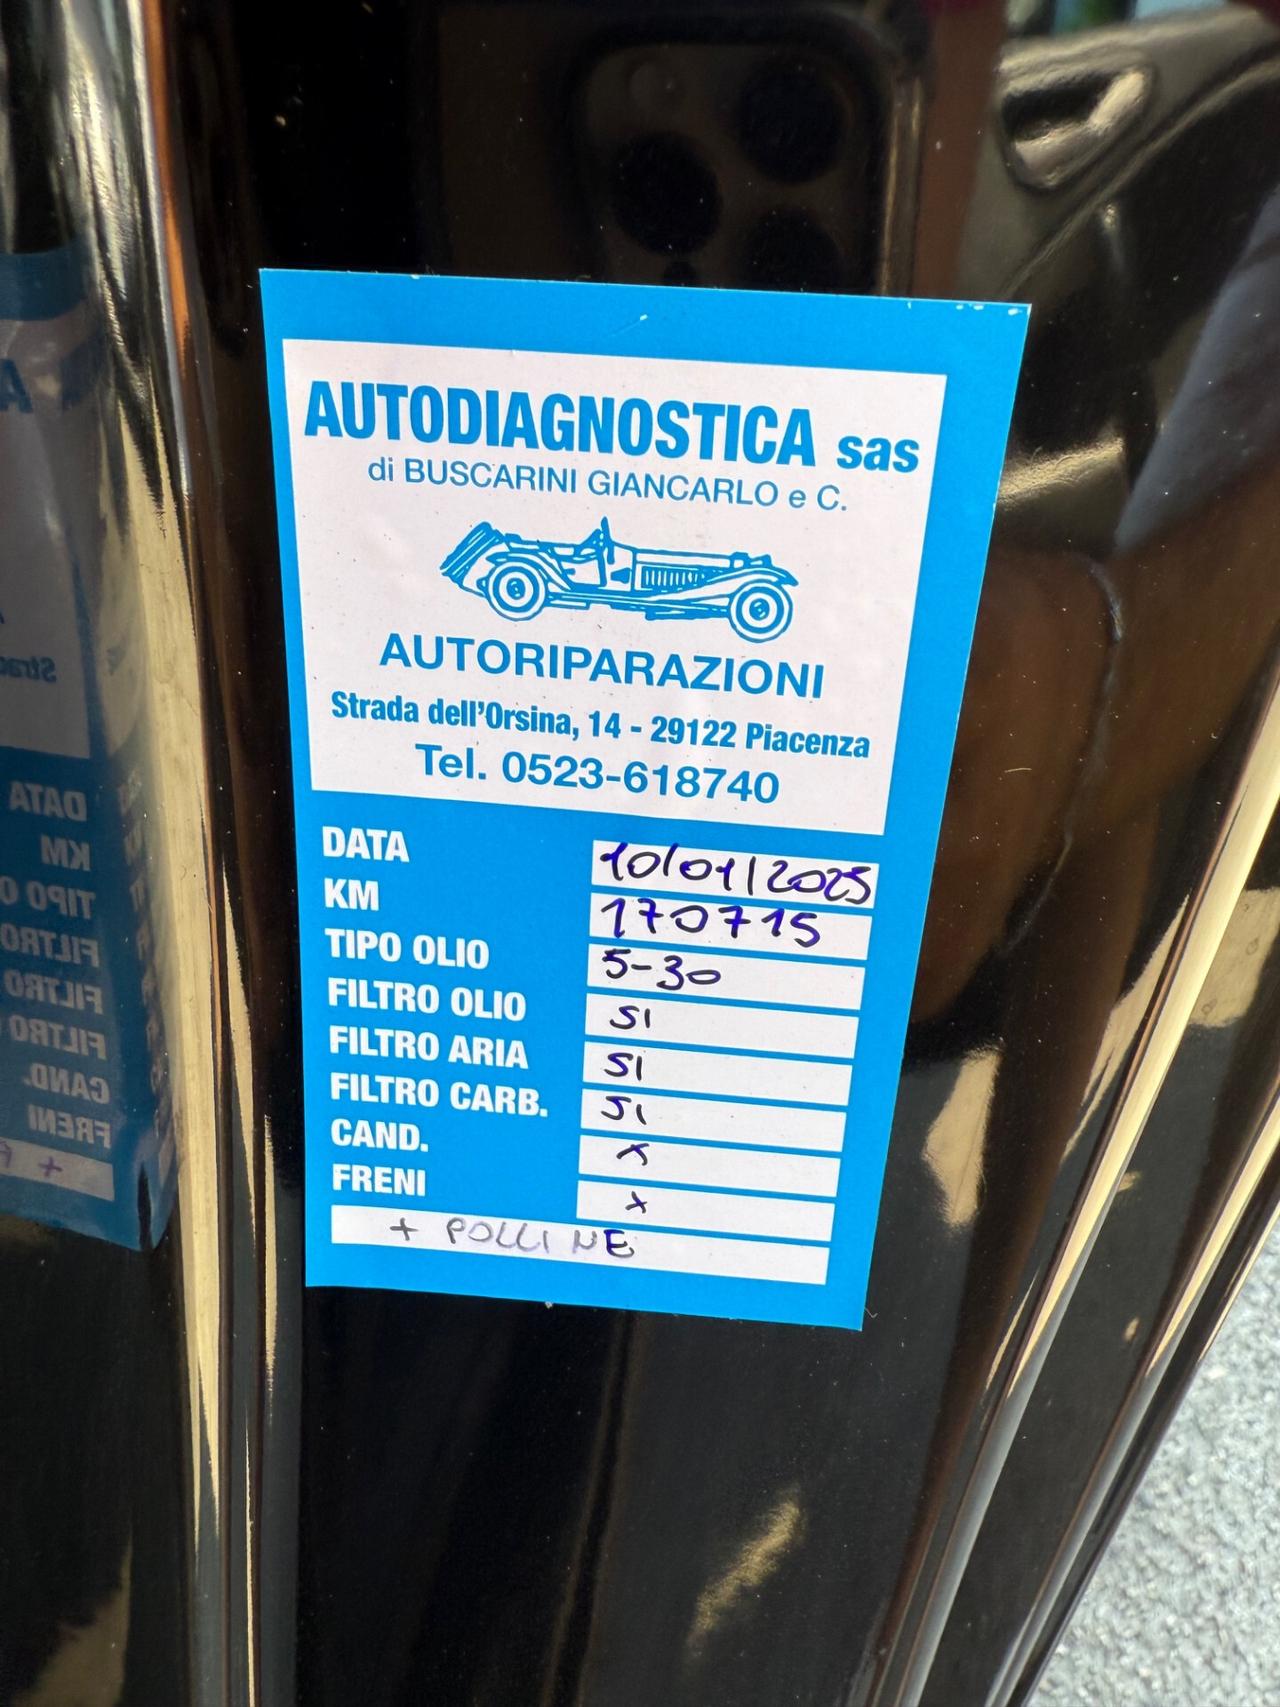 AUTODIAGNOSTICA sas
di BUSCARINI GIANCARLO e C.
AUTORIPARAZIONI
Strada dell'Orsina, 14 - 29122 Piacenza
Tel. 0523-618740
DATA 10/01/2025
KM 170715
TIPO OLIO 5-30
FILTRO OLIO SI
FILTRO ARIA SI
FILTRO CARB. SI
CAND. X
FRENI X
+ POLLINE